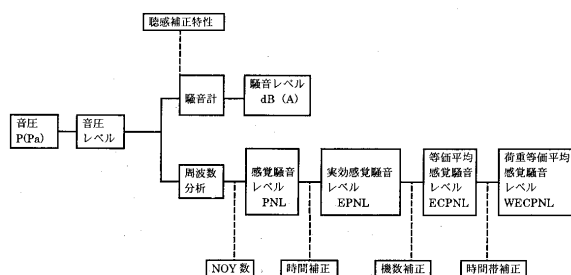 聴感補正特性
騒音計
騒音レベル
dB (A)
音圧
P(Pa)
音圧
レベル
周波数
分析
感覚騒音
レベル
PNL
実効感覚騒音
レベル
EPNL
等価平均
感覚騒音
レベル
ECPNL
荷重等価平均
感覚騒音
レベル
WECPNL
NOY 数
時間補正
機数補正
時間帯補正